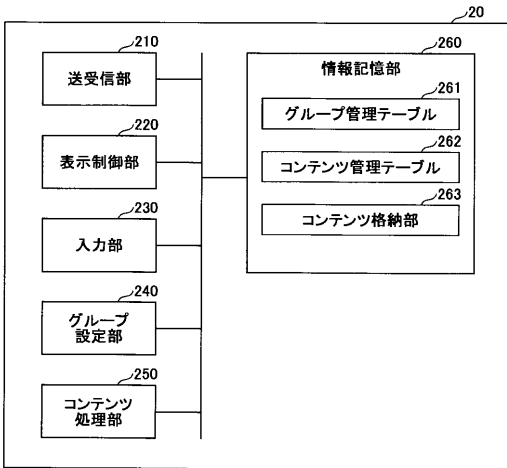 20
210
送受信部
220
表示制御部
230
入力部
240
グループ
設定部
250
コンテンツ
処理部
260
情報記憶部
261
グループ管理テーブル
262
コンテンツ管理テーブル
263
コンテンツ格納部